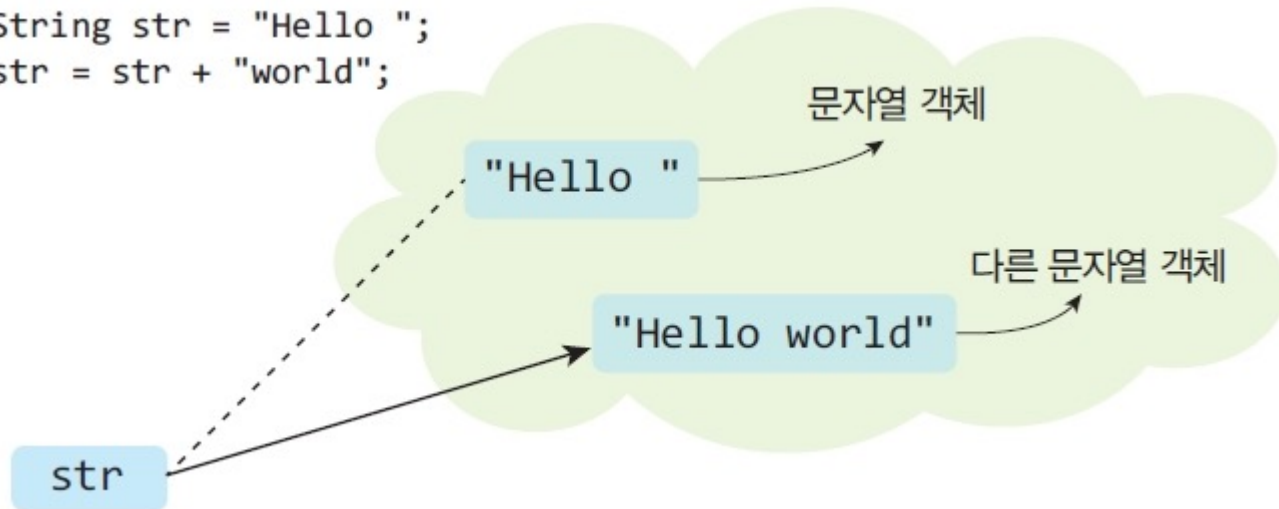 String str = "Hello ";
str = str + "world";
문자열 객체
"Hello "
다른 문자열 객체
"Hello world"
str